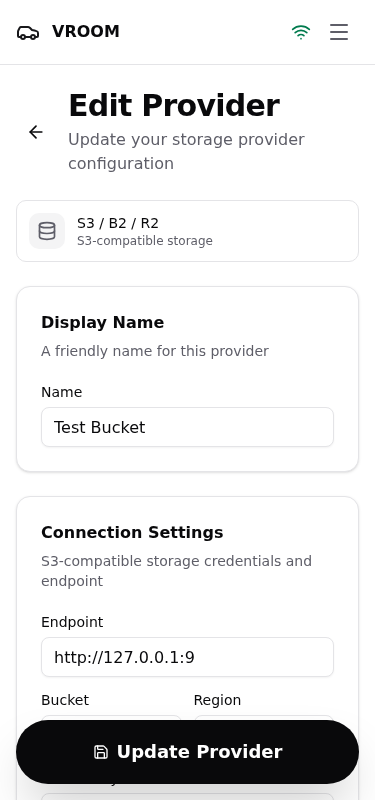 VROOM
Edit Provider
Update your storage provider
configuration
S3 / B2 / R2
S3-compatible storage
Display Name
A friendly name for this provider
Name
Test Bucket
Connection Settings
S3-compatible storage credentials and
endpoint
Endpoint
http://127.0.0.1:9
Bucket
Region
Update Provider